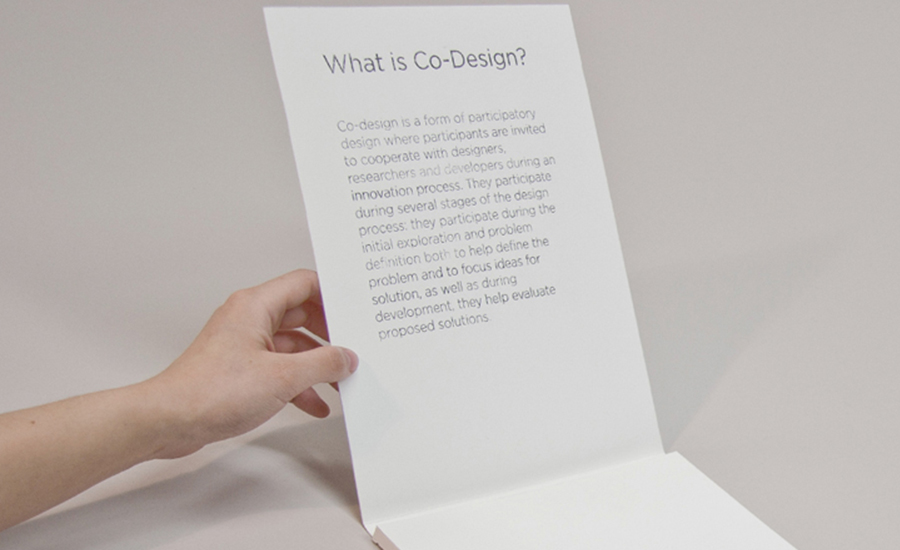 What is Co-Design?
Co-design is a form of participatory
design where participants are invited
to cooperate with designers,
researchers and developers during an
innovation process. They participate
during several stages of the design
process: they participate during the
initial exploration and problem
definition both to help define the
problem and to focus ideas for
solution, as well as during
development, they help evaluate
proposed solutions.